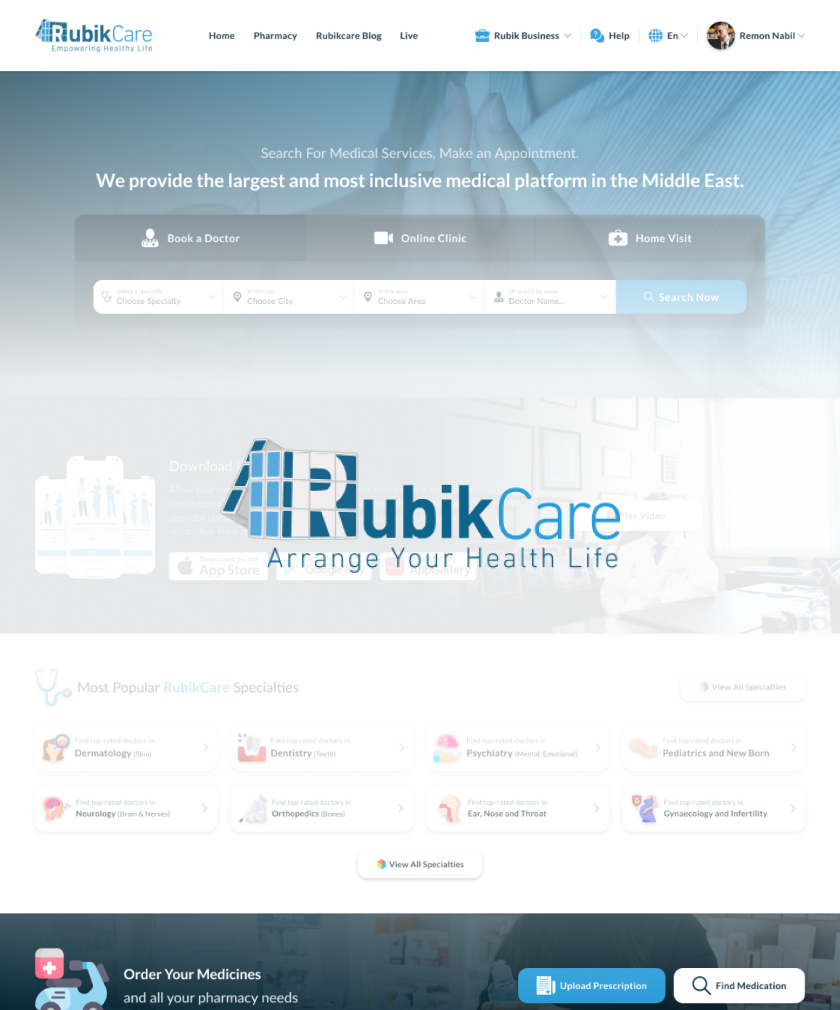 RubikCare
Empowering Healthy Life
Home
Pharmacy
Rubikcare Blog
Live
Rubik Business
Help
En
Remon Nabil
Search For Medical Services, Make an Appointment.
We provide the largest and most inclusive medical platform in the Middle East.
Book a Doctor
Online Clinic
Home Visit
Select a specialty
Choose Specialty
In this city
Choose City
In this area
Choose Area
Or search by name
Doctor Name...
Search Now
Download
RubikCare
Arrange Your Health Life
Play Video
Download on the
App Store
Google Play
AppGallery
Most Popular RubikCare Specialties
View All Specialties
Find top-rated doctors in
Dermatology (Skin)
Find top-rated doctors in
Dentistry (Teeth)
Find top-rated doctors in
Psychiatry (Mental, Emotional)
Find top-rated doctors in
Pediatrics and New Born
Find top-rated doctors in
Neurology (Brain & Nerves)
Find top-rated doctors in
Orthopedics (Bones)
Find top-rated doctors in
Ear, Nose and Throat
Find top-rated doctors in
Gynaecology and Infertility
View All Specialties
Order Your Medicines
and all your pharmacy needs
Upload Prescription
Find Medication